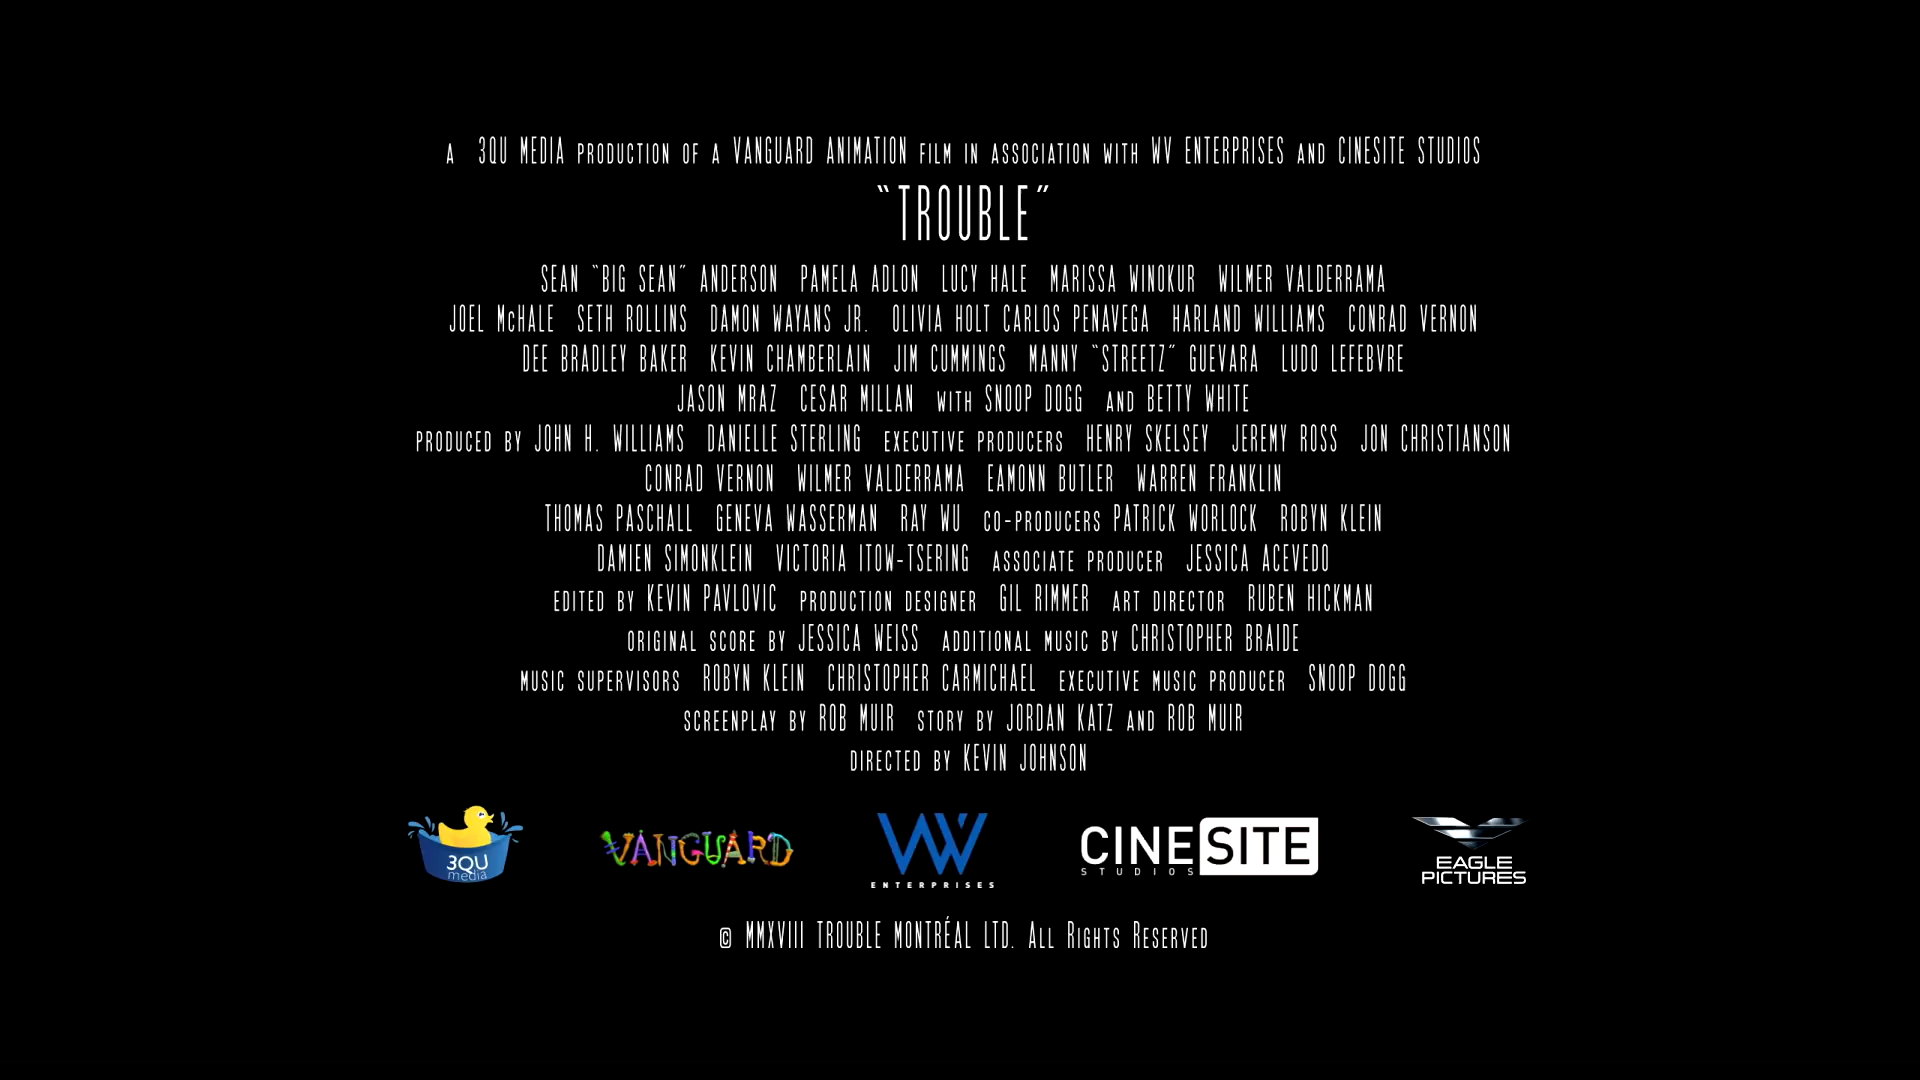 A 3QU MEDIA PRODUCTION OF A VANGUARD ANIMATION FILM IN ASSOCIATION WITH WV ENTERPRISES AND CINESITE STUDIOS
“TROUBLE”
SEAN “BIG SEAN” ANDERSON PAMELA ADLON LUCY HALE MARISSA WINOKUR WILMER VALDERRAMA
JOEL McHALE SETH ROLLINS DAMON WAYANS JR. OLIVIA HOLT CARLOS PENAVEGA HARLAND WILLIAMS CONRAD VERNON
DEE BRADLEY BAKER KEVIN CHAMBERLAIN JIM CUMMINGS MANNY “STREETZ” GUEVARA LUDO LEFEBVRE
JASON MRAZ CESAR MILLAN WITH SNOOP DOGG AND BETTY WHITE
PRODUCED BY JOHN H. WILLIAMS DANIELLE STERLING EXECUTIVE PRODUCERS HENRY SKELSEY JEREMY ROSS JON CHRISTIANSON
CONRAD VERNON WILMER VALDERRAMA EAMONN BUTLER WARREN FRANKLIN
THOMAS PASCHALL GENEVA WASSERMAN RAY WU CO-PRODUCERS PATRICK WORLOCK ROBYN KLEIN
DAMIEN SIMONKLEIN VICTORIA ITOW-TSERING ASSOCIATE PRODUCER JESSICA ACEVEDO
EDITED BY KEVIN PAVLOVIC PRODUCTION DESIGNER GIL RIMMER ART DIRECTOR RUBEN HICKMAN
ORIGINAL SCORE BY JESSICA WEISS ADDITIONAL MUSIC BY CHRISTOPHER BRAIDE
MUSIC SUPERVISORS ROBYN KLEIN CHRISTOPHER CARMICHAEL EXECUTIVE MUSIC PRODUCER SNOOP DOGG
SCREENPLAY BY ROB MUIR STORY BY JORDAN KATZ AND ROB MUIR
DIRECTED BY KEVIN JOHNSON
3QU media
VANGUARD
WV ENTERPRISES
CINESITE STUDIOS
EAGLE PICTURES
© MMXVIII TROUBLE MONTRÉAL LTD. All Rights Reserved